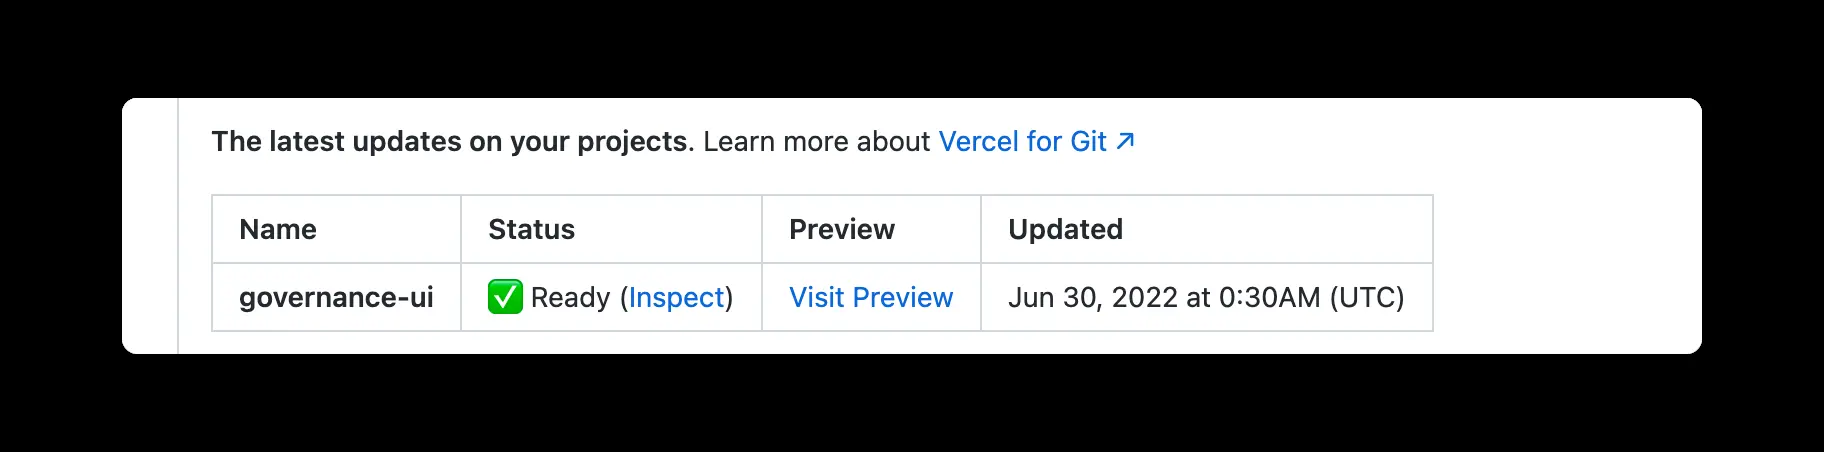 The latest updates on your projects. Learn more about Vercel for Git ↗
Name Status Preview Updated
governance-ui ✅ Ready (Inspect) Visit Preview Jun 30, 2022 at 0:30AM (UTC)